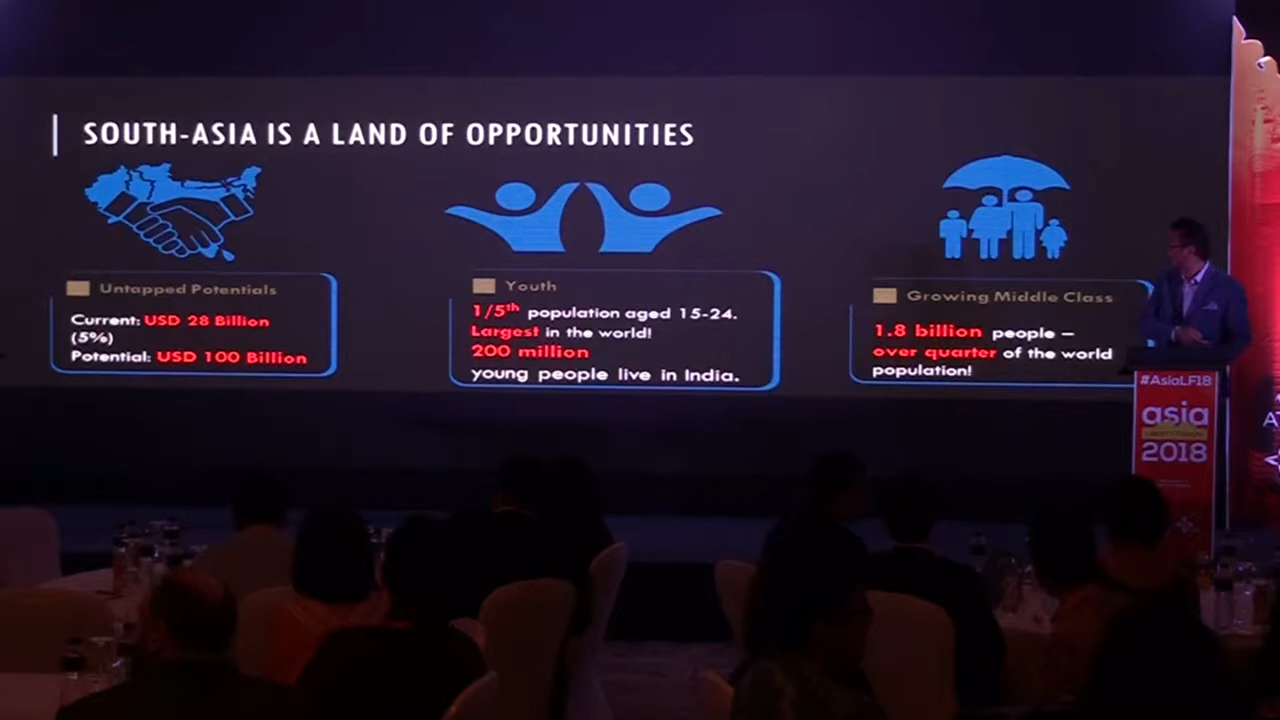 SOUTH-ASIA IS A LAND OF OPPORTUNITIES
Untapped Potentials
Current: USD 28 Billion
(5%)
Potential: USD 100 Billion
Youth
1/5th population aged 15-24.
Largest in the world!
200 million
young people live in India.
Growing Middle Class
1.8 billion people –
over quarter of the world
population!
#AsiaLF18
asia
2018